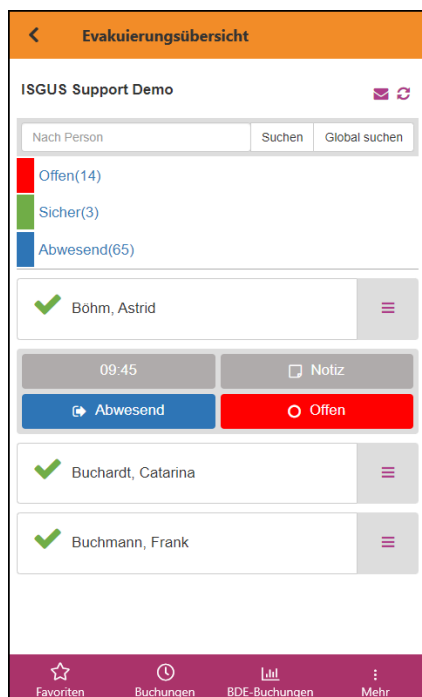 Evakuierungsübersicht
ISGUS Support Demo
Nach Person Suchen Global suchen
Offen(14)
Sicher(3)
Abwesend(65)
Böhm, Astrid
09:45 Notiz
Abwesend Offen
Buchardt, Catarina
Buchmann, Frank
Favoriten Buchungen BDE-Buchungen Mehr